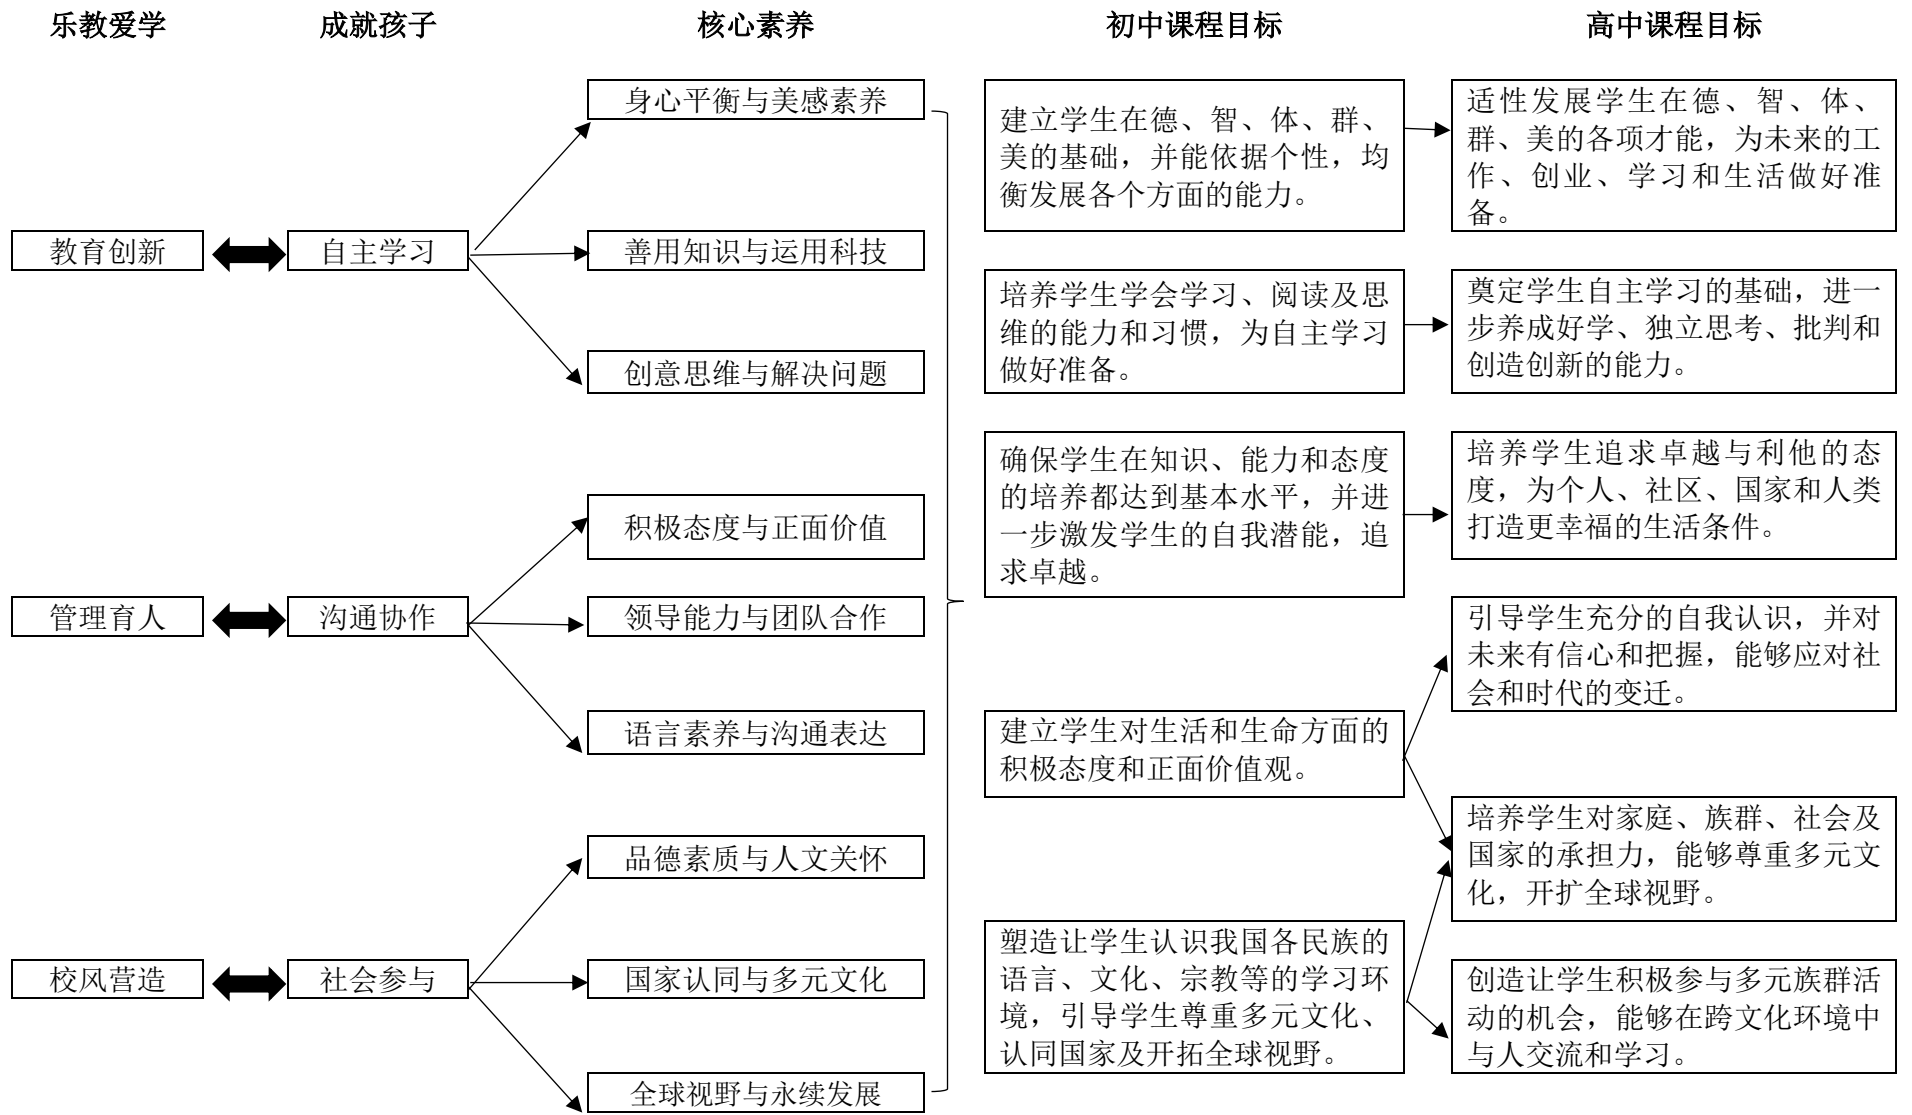 乐教爱学
成就孩子
核心素养
初中课程目标
高中课程目标
教育创新
自主学习
身心平衡与美感素养
善用知识与运用科技
创意思维与解决问题
管理育人
沟通协作
积极态度与正面价值
领导能力与团队合作
语言素养与沟通表达
校风营造
社会参与
品德素质与人文关怀
国家认同与多元文化
全球视野与永续发展
建立学生在德、智、体、群、
美的基础，并能依据个性，均
衡发展各个方面的能力。
适性发展学生在德、智、体、
群、美的各项才能，为未来的工
作、创业、学习和生活做好准
备。
培养学生学会学习、阅读及思
维的能力和习惯，为自主学习
做好准备。
奠定学生自主学习的基础，进一
步养成好学、独立思考、批判和
创造创新的能力。
确保学生在知识、能力和态度
的培养都达到基本水平，并进
一步激发学生的自我潜能，追
求卓越。
培养学生追求卓越与利他的态
度，为个人、社区、国家和人类
打造更幸福的生活条件。
建立学生对生活和生命方面的
积极态度和正面价值观。
引导学生充分的自我认识，并对
未来有信心和把握，能够应对社
会和时代的变迁。
培养学生对家庭、族群、社会及
国家的承担力，能够尊重多元文
化，开扩全球视野。
塑造让学生认识我国各民族的
语言、文化、宗教等的学习环
境，引导学生尊重多元文化、
认同国家及开拓全球视野。
创造让学生积极参与多元族群活
动的机会，能够在跨文化环境中
与人交流和学习。